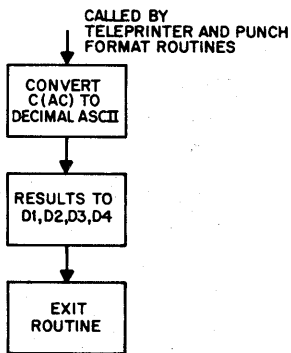 CALLED BY
TELEPRINTER AND PUNCH
FORMAT ROUTINES
CONVERT
C(AC) TO
DECIMAL ASCII
RESULTS TO
D1,D2,D3,D4
EXIT
ROUTINE